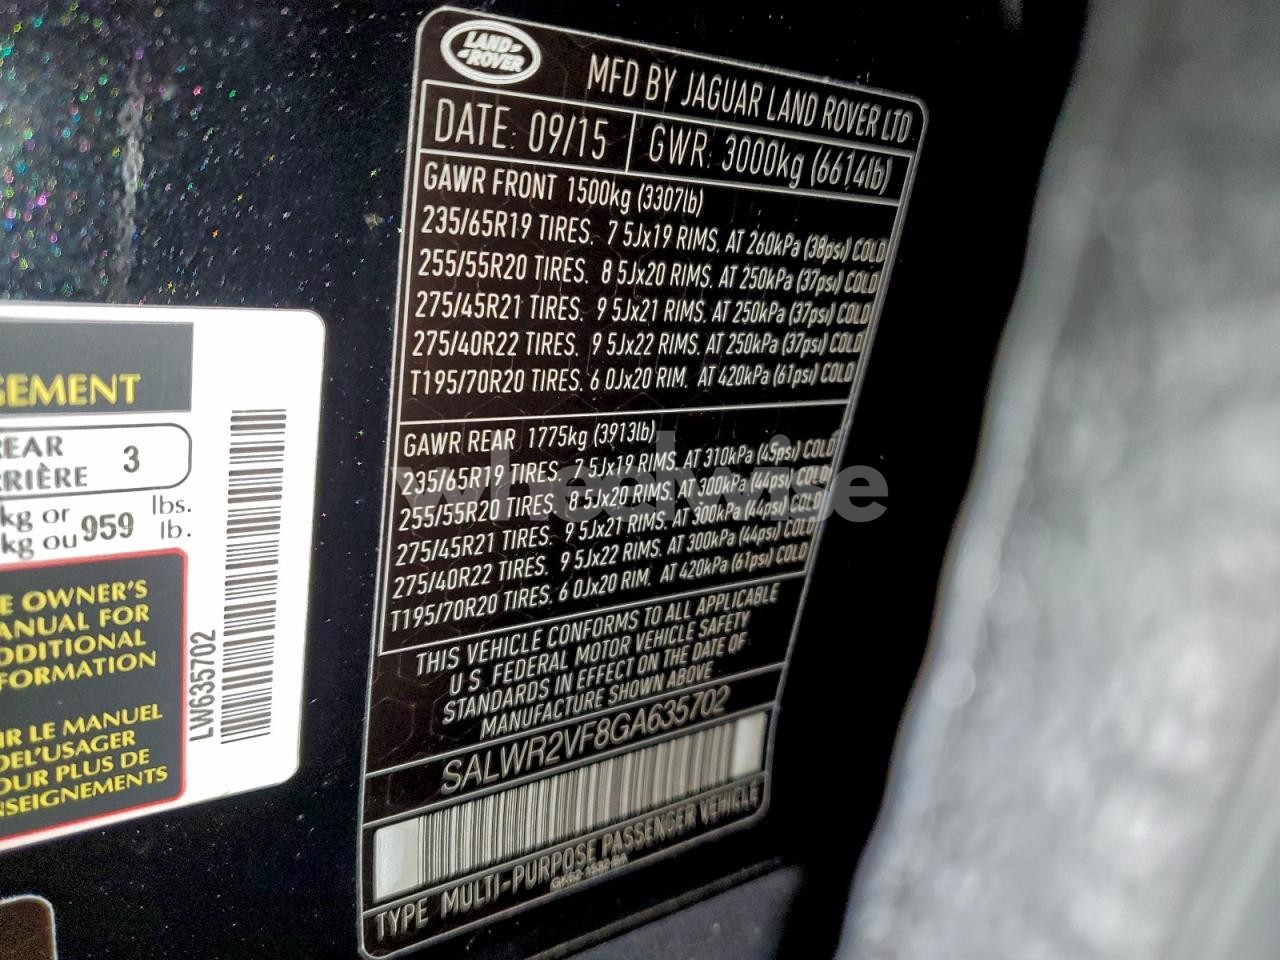 LAND
ROVER
MFD BY JAGUAR LAND ROVER LTD
DATE: 09/15
GWR: 3000kg (6614lb)
GAWR FRONT 1500kg (3307lb)
235/65R19 TIRES. 7 5Jx19 RIMS. AT 260kPa (38psi) COLD
255/55R20 TIRES. 8 5Jx20 RIMS. AT 250kPa (37psi) COLD
275/45R21 TIRES. 9 5Jx21 RIMS. AT 250kPa (37psi) COLD
275/40R22 TIRES. 9 5Jx22 RIMS. AT 250kPa (37psi) COLD
T195/70R20 TIRES. 6 0Jx20 RIM. AT 420kPa (61psi) COLD
GAWR REAR 1775kg (3913lb)
235/65R19 TIRES. 7 5Jx19 RIMS. AT 310kPa (45psi) COLD
255/55R20 TIRES. 8 5Jx20 RIMS. AT 300kPa (44psi) COLD
275/45R21 TIRES. 9 5Jx21 RIMS. AT 300kPa (44psi) COLD
275/40R22 TIRES. 9 5Jx22 RIMS. AT 300kPa (44psi) COLD
T195/70R20 TIRES. 6 0Jx20 RIM. AT 420kPa (61psi) COLD
THIS VEHICLE CONFORMS TO ALL APPLICABLE
U S FEDERAL MOTOR VEHICLE SAFETY
STANDARDS IN EFFECT ON THE DATE OF
MANUFACTURE SHOWN ABOVE
SALWR2VF8GA635702
TYPE MULTI-PURPOSE PASSENGER VEHICLE
wheelwise
GEMENT
REAR
RRIÈRE 3
kg or 959 lbs.
kg ou lb.
E OWNER'S
ANUAL FOR
DDITIONAL
FORMATION
IR LE MANUEL
DEL'USAGER
OUR PLUS DE
NSEIGNEMENTS
LW635702